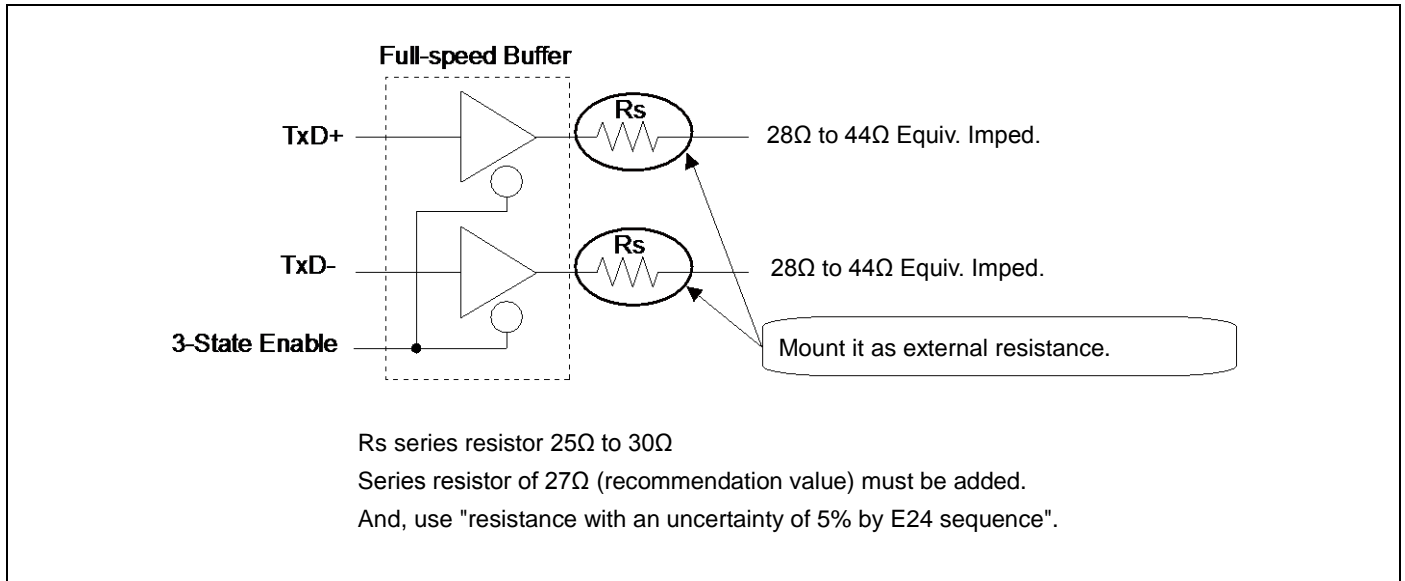 Full-speed Buffer
TxD+
Rs
28Ω to 44Ω Equiv. Imped.
TxD-
Rs
28Ω to 44Ω Equiv. Imped.
3-State Enable
Mount it as external resistance.
Rs series resistor 25Ω to 30Ω
Series resistor of 27Ω (recommendation value) must be added.
And, use "resistance with an uncertainty of 5% by E24 sequence".